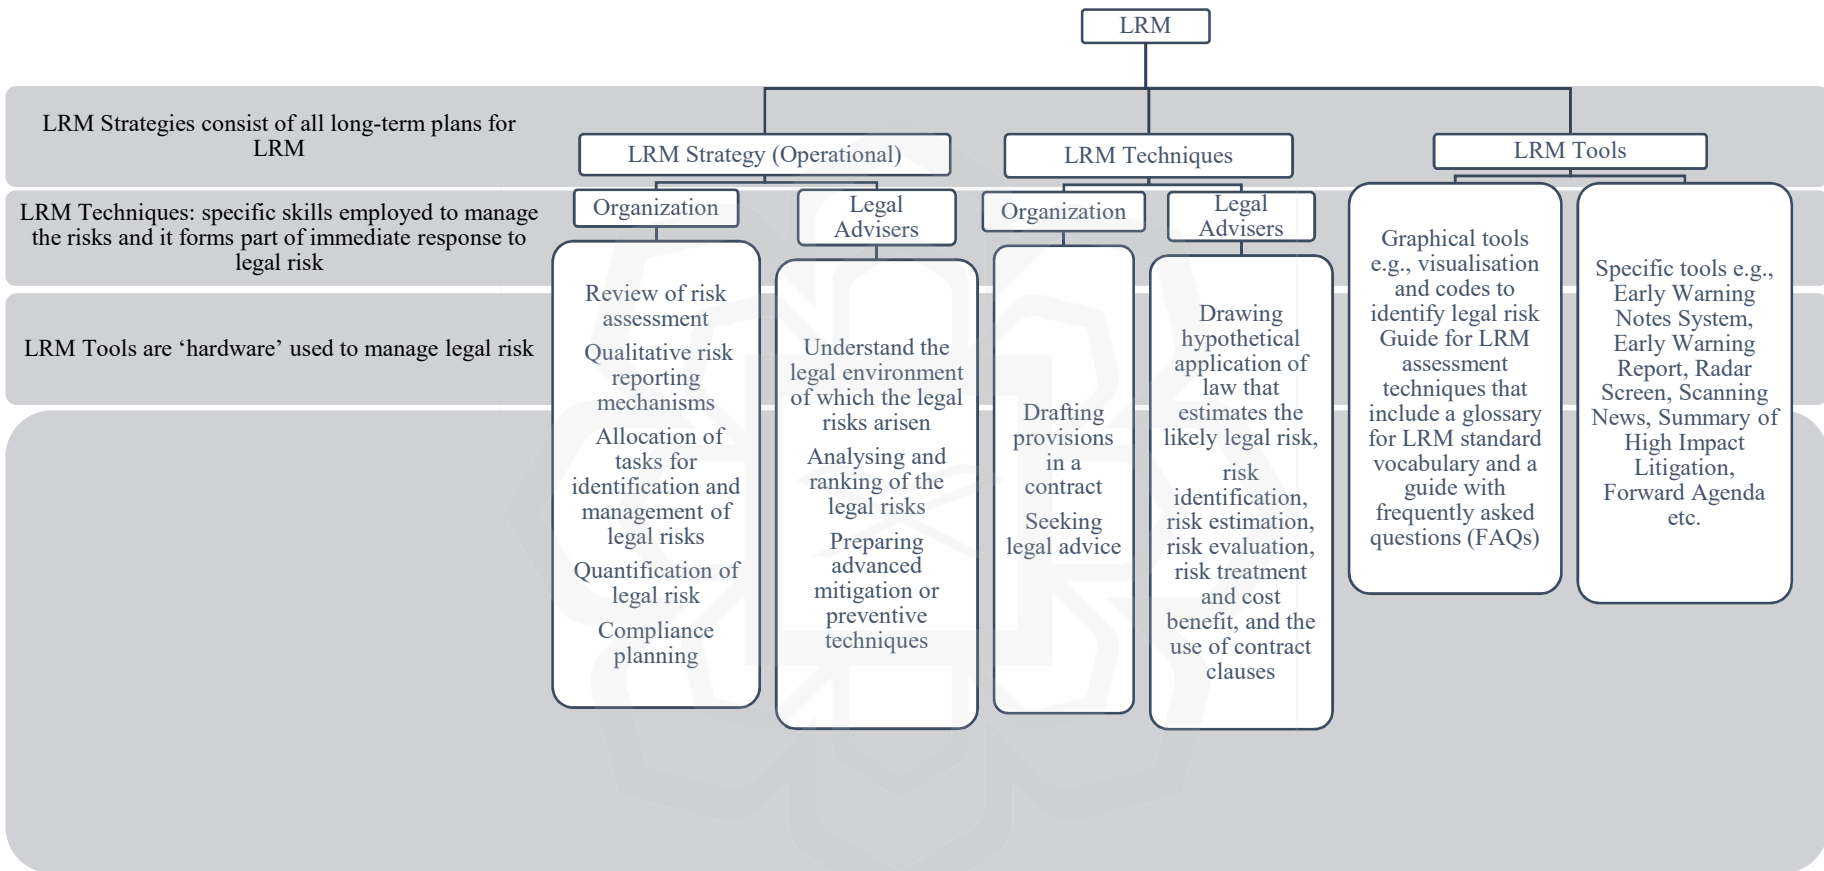 LRM
LRM Strategies consist of all long-term plans for
LRM
LRM Techniques: specific skills employed to manage
the risks and it forms part of immediate response to
legal risk
LRM Tools are ‘hardware’ used to manage legal risk
LRM Strategy (Operational)
Organization
Review of risk
assessment
Qualitative risk
reporting
mechanisms
Allocation of
tasks for
identification and
management of
legal risks
Quantification of
legal risk
Compliance
planning
Legal
Advisers
Understand the
legal environment
of which the legal
risks arisen
Analysing and
ranking of the
legal risks
Preparing
advanced
mitigation or
preventive
techniques
LRM Techniques
Organization
Drafting
provisions
in a
contract
Seeking
legal advice
Legal
Advisers
Drawing
hypothetical
application of
law that
estimates the
likely legal risk,
risk
identification,
risk estimation,
risk evaluation,
risk treatment
and cost
benefit, and the
use of contract
clauses
LRM Tools
Graphical tools
e.g., visualisation
and codes to
identify legal risk
Guide for LRM
assessment
techniques that
include a glossary
for LRM standard
vocabulary and a
guide with
frequently asked
questions (FAQs)
Specific tools e.g.,
Early Warning
Notes System,
Early Warning
Report, Radar
Screen, Scanning
News, Summary of
High Impact
Litigation,
Forward Agenda
etc.